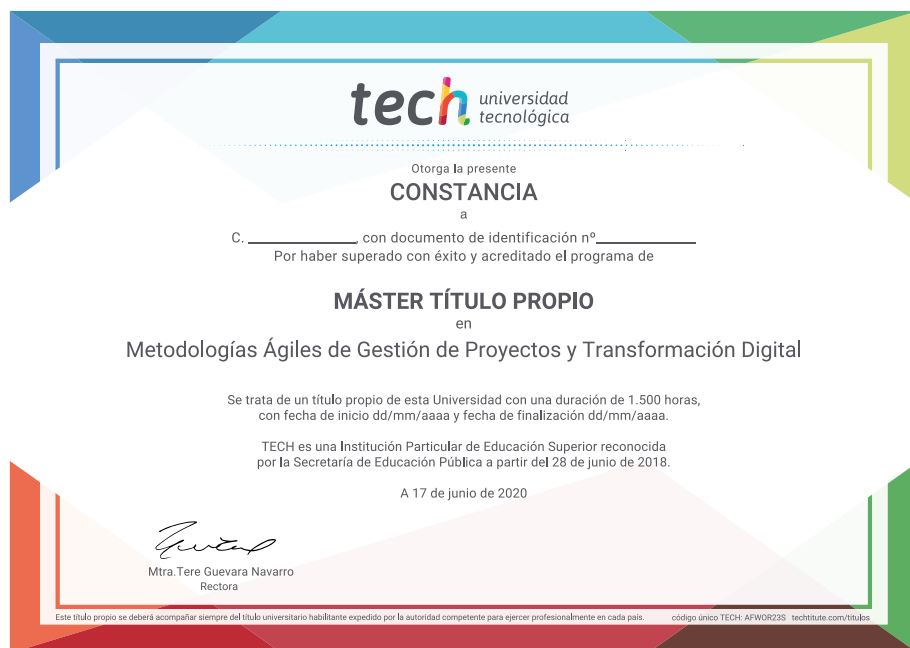 tech universidad
tecnológica
Otorga la presente
CONSTANCIA
a
C. ____________, con documento de identificación nº___________
Por haber superado con éxito y acreditado el programa de
MÁSTER TÍTULO PROPIO
en
Metodologías Ágiles de Gestión de Proyectos y Transformación Digital
Se trata de un título propio de esta Universidad con una duración de 1.500 horas,
con fecha de inicio dd/mm/aaaa y fecha de finalización dd/mm/aaaa.
TECH es una Institución Particular de Educación Superior reconocida
por la Secretaría de Educación Pública a partir del 28 de junio de 2018.
A 17 de junio de 2020
Mtra.Tere Guevara Navarro
Rectora
Este título propio se deberá acompañar siempre del título universitario habilitante expedido por la autoridad competente para ejercer profesionalmente en cada país. código único TECH: AFWOR23S techtitute.com/titulos